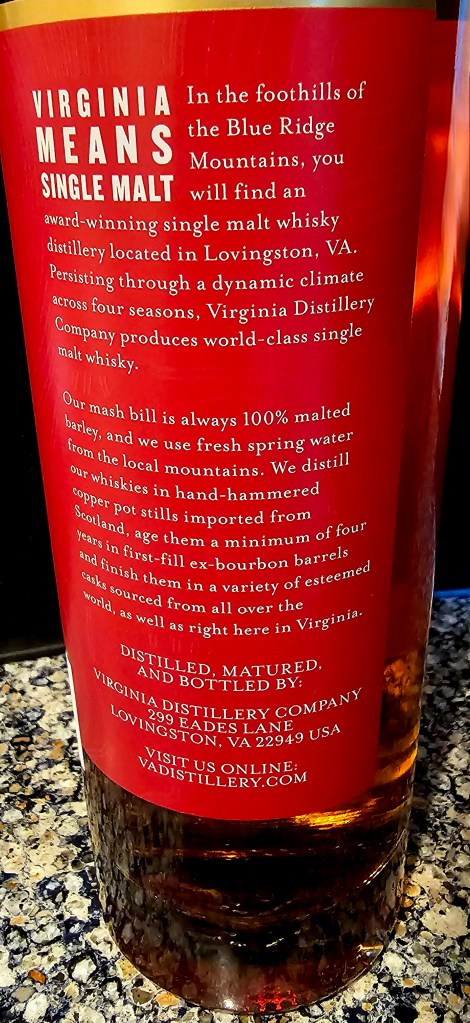 VIRGINIA
MEANS
SINGLE MALT
In the foothills of
the Blue Ridge
Mountains, you
will find an
award-winning single malt whisky
distillery located in Lovingston, VA.
Persisting through a dynamic climate
across four seasons, Virginia Distillery
Company produces world-class single
malt whisky.
Our mash bill is always 100% malted
barley, and we use fresh spring water
from the local mountains. We distill
our whiskies in hand-hammered
copper pot stills imported from
Scotland, age them a minimum of four
years in first-fill ex-bourbon barrels
and finish them in a variety of esteemed
casks sourced from all over the
world, as well as right here in Virginia.
DISTILLED, MATURED,
AND BOTTLED BY:
VIRGINIA DISTILLERY COMPANY
299 EADES LANE
LOVINGSTON, VA 22949 USA
VISIT US ONLINE:
VADISTILLERY.COM